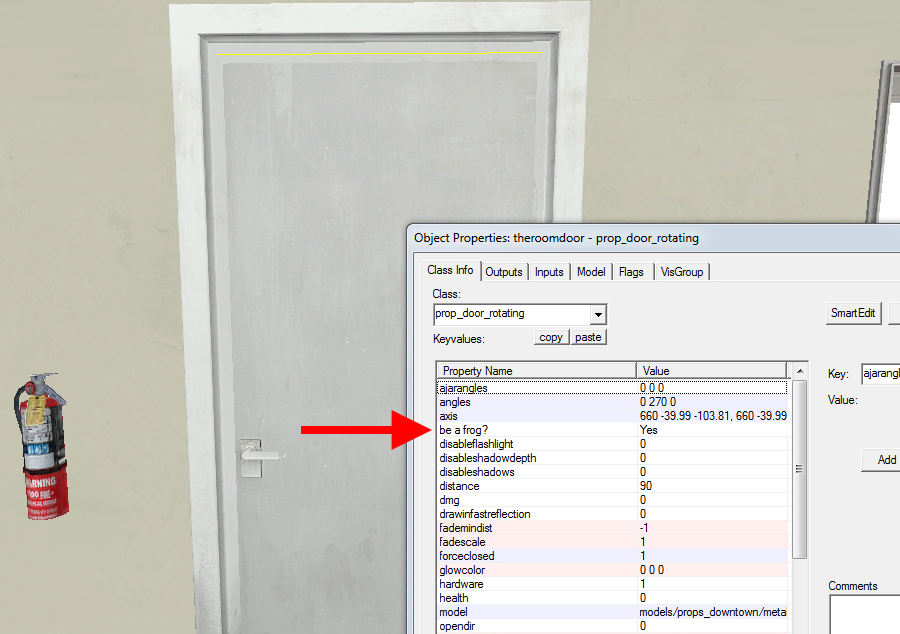 Object Properties: theroomdoor - prop_door_rotating
Class Info Outputs Inputs Model Flags VisGroup
Class:
prop_door_rotating
SmartEdit
Keyvalues: copy paste
Property Name Value
Key: ajarangl
ajarangles 0 0 0
angles 0 270 0
Value:
axis 660 -39.99 -103.81, 660 -39.99
be a frog? Yes
disableflashlight 0
disableshadowdepth 0
Add
disableshadows 0
distance 90
dmg 0
drawinfastreflection 0
fademindist -1
fadescale 1
forceclosed 1
glowcolor 0 0 0
hardware 1
Comments
health 0
model models/props_downtown/metal
opendir 0